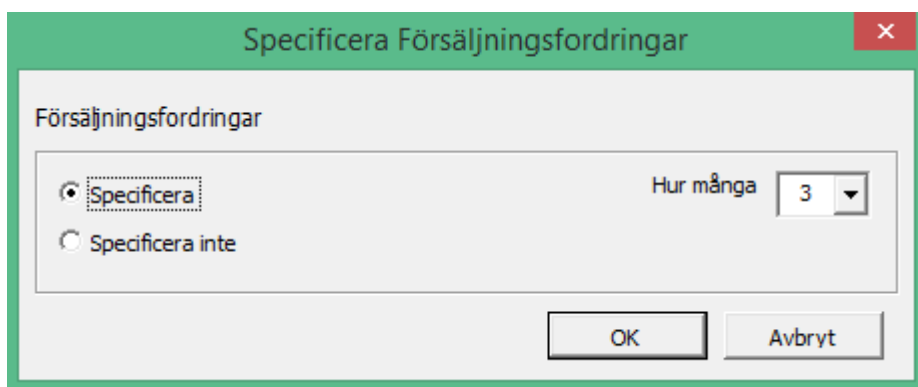 Specificera Försäljningsfordringar
Försäljningsfordringar
Specificera
Hur många 3
Specificera inte
OK Avbryt